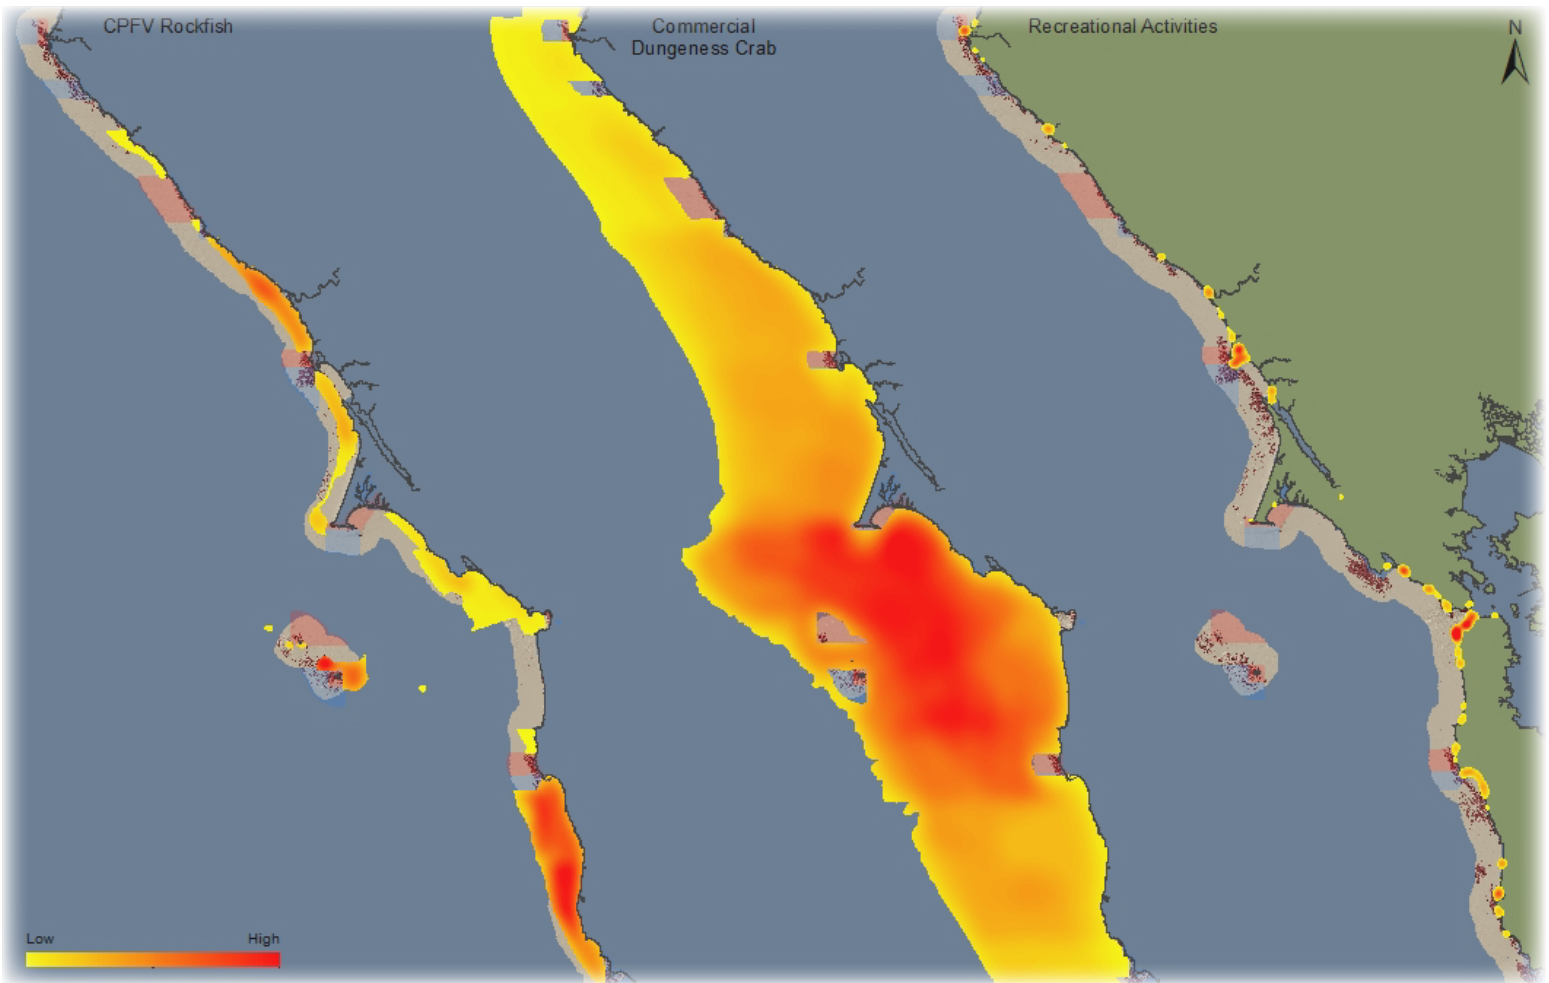 CPFV Rockfish
Commercial
Dungeness Crab
Recreational Activities
N
Low
High